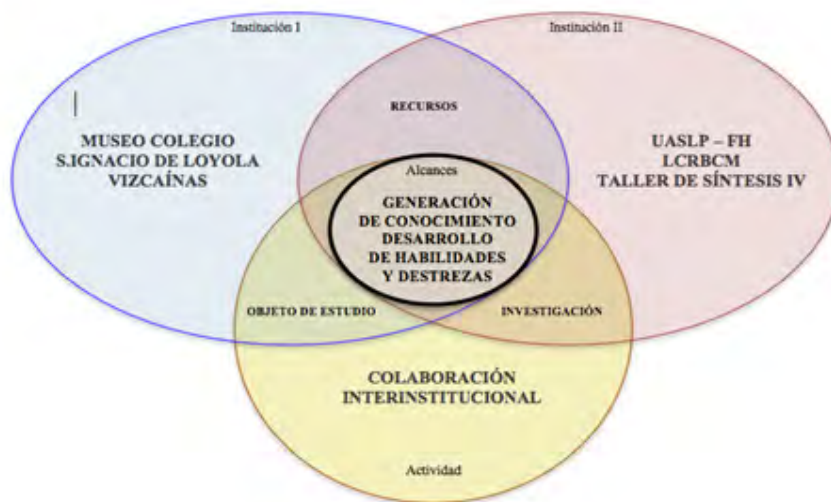 Institución I
Institución II
RECURSOS
MUSEO COLEGIO
S.IGNACIO DE LOYOLA
VIZCAÍNAS
UASLP – FH
LCRBCM
TALLER DE SÍNTESIS IV
Alcances
GENERACIÓN
DE CONOCIMIENTO
DESARROLLO
DE HABILIDADES
Y DESTREZAS
OBJETO DE ESTUDIO
INVESTIGACIÓN
COLABORACIÓN
INTERINSTITUCIONAL
Actividad